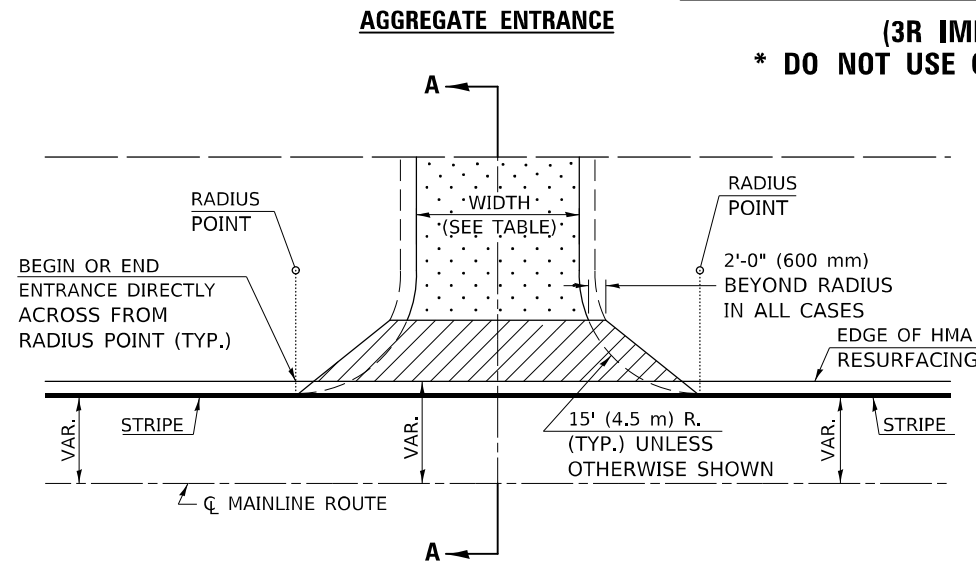 AGGREGATE ENTRANCE
(3R IM
* DO NOT USE
A
RADIUS
POINT
WIDTH
(SEE TABLE)
RADIUS
POINT
BEGIN OR END
ENTRANCE DIRECTLY
ACROSS FROM
RADIUS POINT (TYP.)
2'-0" (600 mm)
BEYOND RADIUS
IN ALL CASES
EDGE OF HMA
RESURFACING
STRIPE
VAR.
VAR.
15' (4.5 m) R.
(TYP.) UNLESS
OTHERWISE SHOWN
VAR.
STRIPE
℄ MAINLINE ROUTE
A